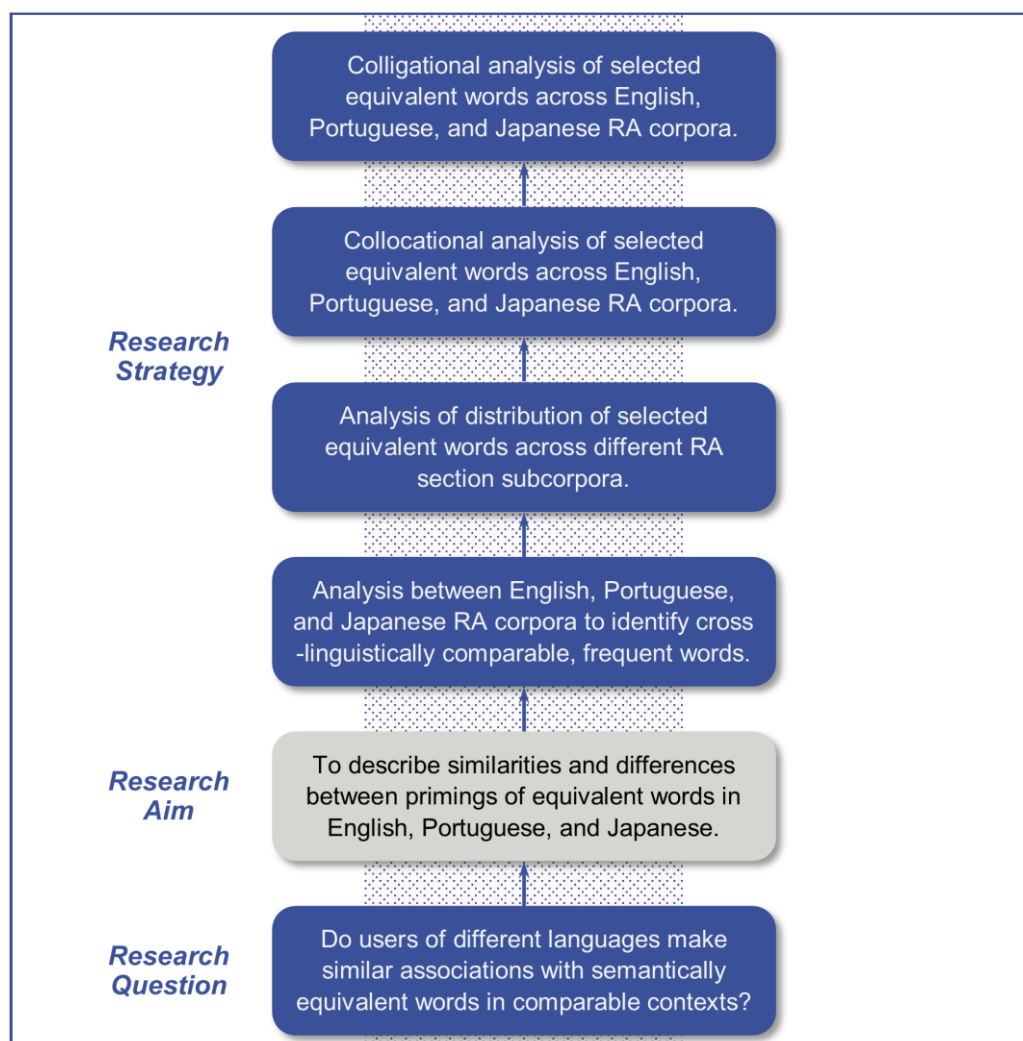 Colligational analysis of selected
equivalent words across English,
Portuguese, and Japanese RA corpora.
Collocational analysis of selected
equivalent words across English,
Portuguese, and Japanese RA corpora.
Research
Strategy
Analysis of distribution of selected
equivalent words across different RA
section subcorpora.
Analysis between English, Portuguese,
and Japanese RA corpora to identify cross
-linguistically comparable, frequent words.
Research
Aim
To describe similarities and differences
between primings of equivalent words in
English, Portuguese, and Japanese.
Research
Question
Do users of different languages make
similar associations with semantically
equivalent words in comparable contexts?